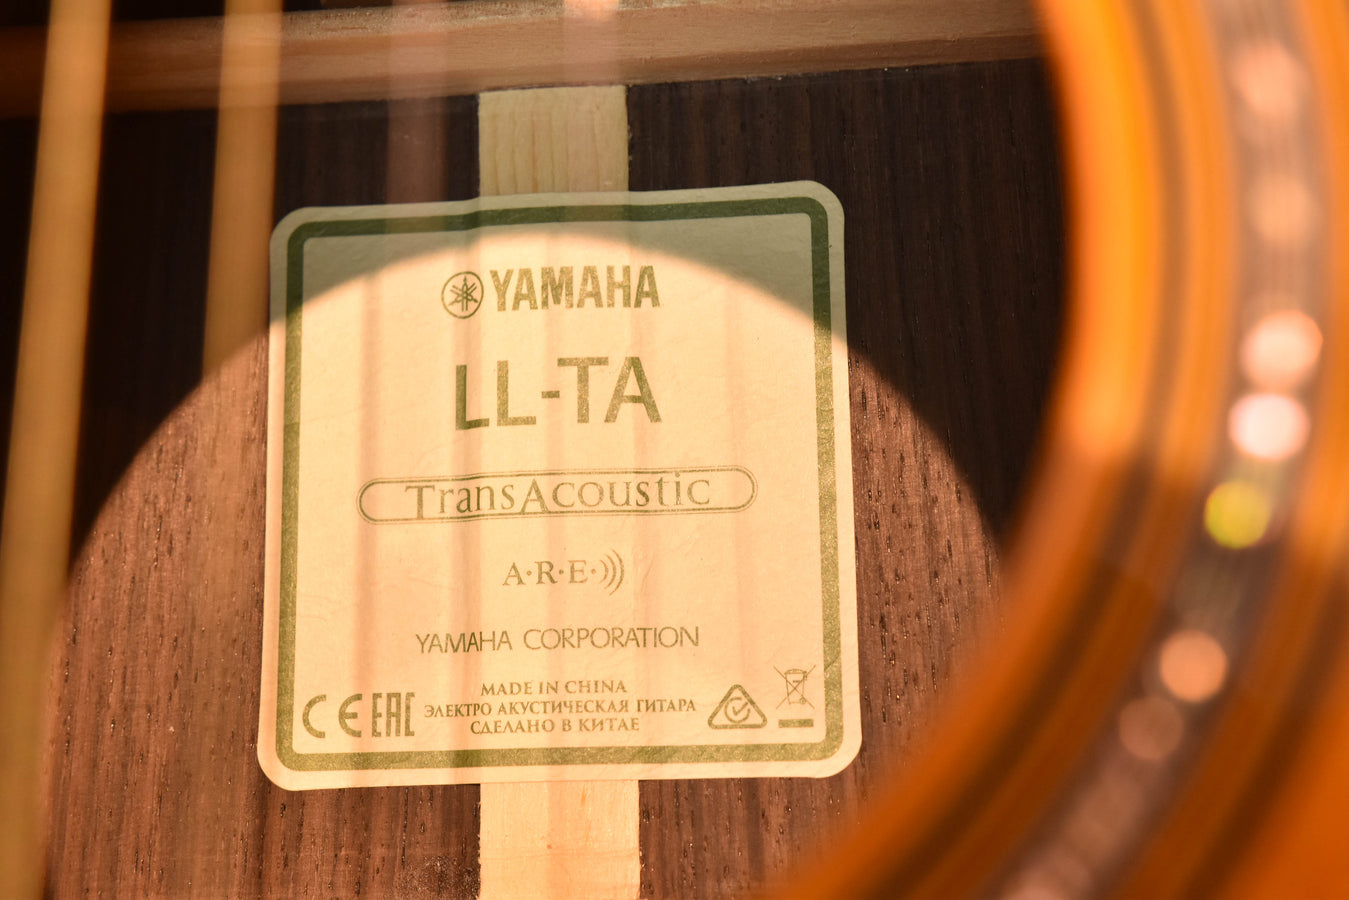 YAMAHA
LL-TA
TransAcoustic
A·R·E·
YAMAHA CORPORATION
CE EAC
MADE IN CHINA
ЭЛЕКТРО АКУСТИЧЕСКАЯ ГИТАРА
СДЕЛАНО В КИТАЕ